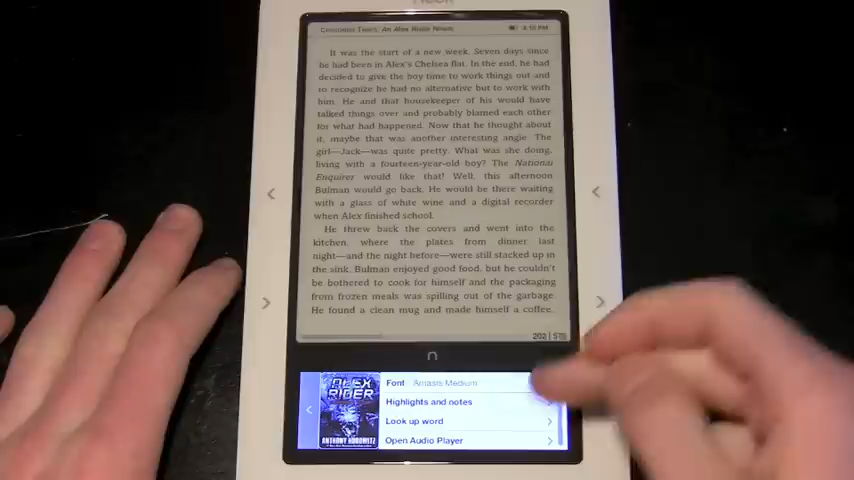 nook
CROCODILE TEARS: An Alex Rider Novel
4:10 PM
It was the start of a new week. Seven days since
he had been in Alex's Chelsea flat. In the end, he had
decided to give the boy time to work things out and
to recognize he had no alternative but to work with
him. He and that housekeeper of his would have
talked things over and probably blamed each other
for what had happened. Now that he thought about
it, maybe that was another interesting angle. The
girl—Jack—was quite pretty. What was she doing,
living with a fourteen-year-old boy? The National
Enquirer would like that! Well, this afternoon
Bulman would go back. He would be there waiting
with a glass of white wine and a digital recorder
when Alex finished school.
He threw back the covers and went into the
kitchen, where the plates from dinner last
night—and the night before—were still stacked up in
the sink. Bulman enjoyed good food, but he couldn't
be bothered to cook for himself and the packaging
from frozen meals was spilling out of the garbage.
He found a clean mug and made himself a coffee.
202
Font Amasis Medium
Highlights and notes
Look up word
Open Audio Player
ALEX
RIDER
ANTHONY HOROWITZ